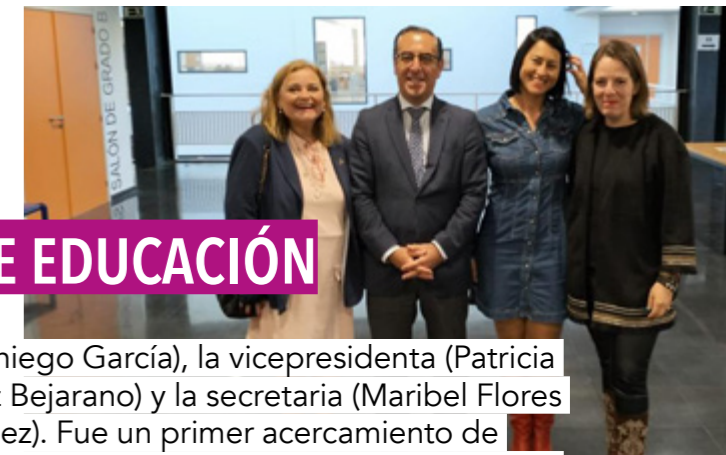 SALÓN DE GRADO B
E EDUCACIÓN
niego García), la vicepresidenta (Patricia
z Bejarano) y la secretaria (Maribel Flores
ez). Fue un primer acercamiento de